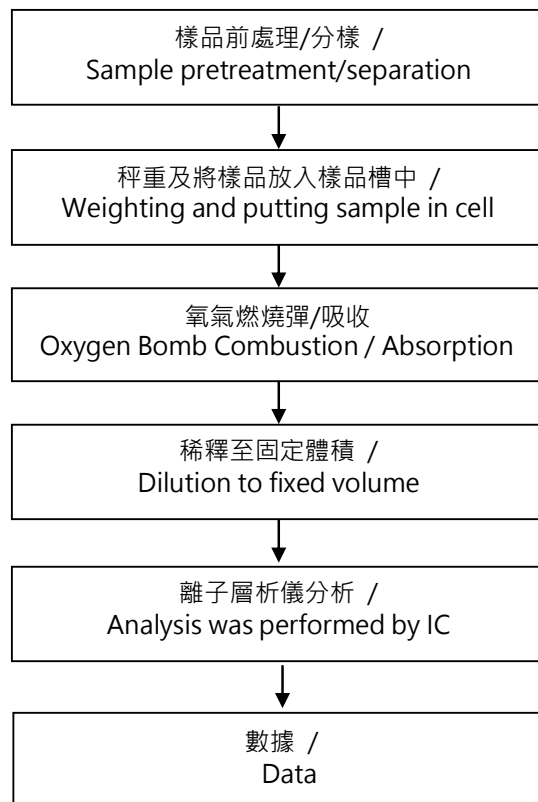 樣品前處理/分樣 /
Sample pretreatment/separation
秤重及將樣品放入樣品槽中 /
Weighting and putting sample in cell
氧氣燃燒彈/吸收
Oxygen Bomb Combustion / Absorption
稀釋至固定體積 /
Dilution to fixed volume
離子層析儀分析 /
Analysis was performed by IC
數據 /
Data